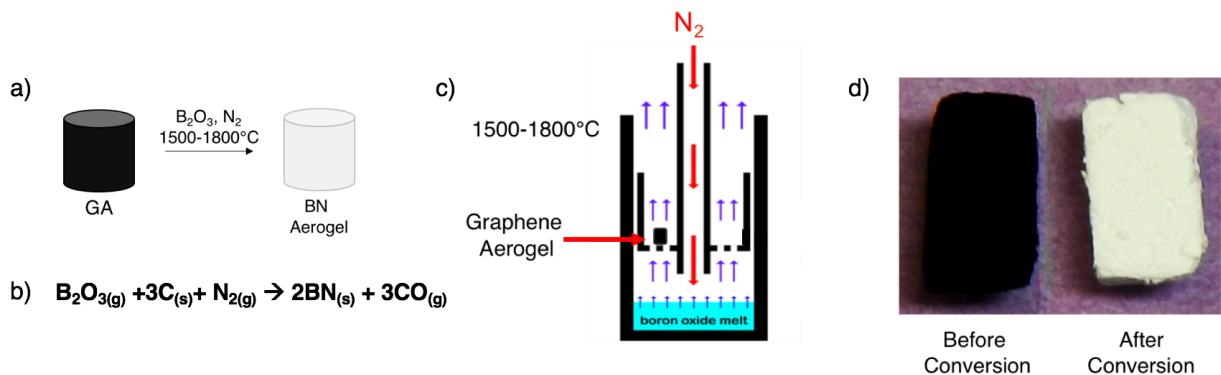 a)
B₂O₃, N₂
1500-1800°C
GA
BN
Aerogel
b) B₂O₃(g) +3C(s)+ N₂(g) → 2BN(s) + 3CO(g)
c)
N₂
1500-1800°C
Graphene
Aerogel
boron oxide melt
d)
Before
Conversion
After
Conversion